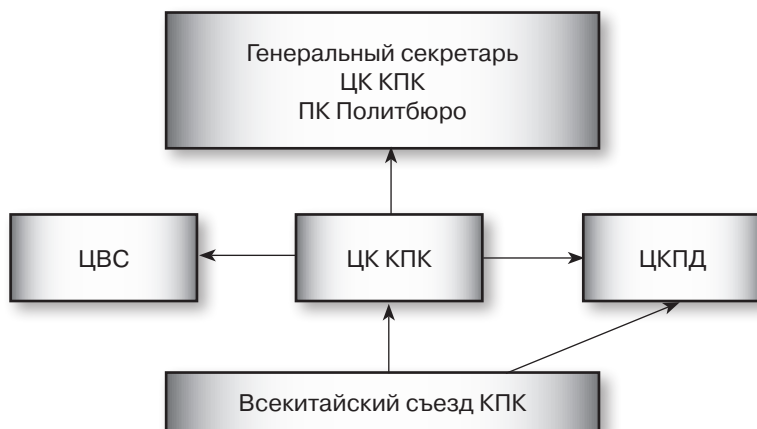 Генеральный секретарь
ЦК КПК
ПК Политбюро
ЦВС
ЦК КПК
ЦКПД
Всекитайский съезд КПК